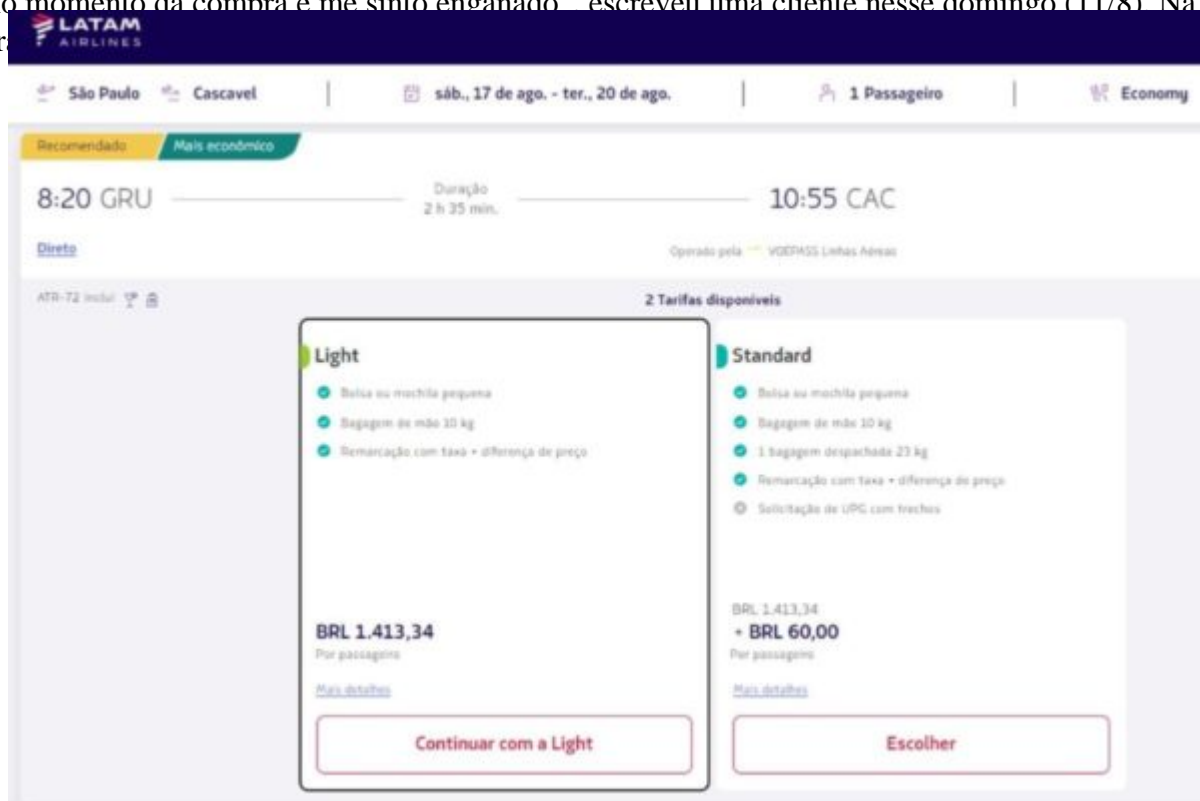 momento da compra e me sinto enganado escreveu uma cliente nesse domingo (11/8). Na
LATAM
AIRLINES
São Paulo Cascavel sáb., 17 de ago. - ter., 20 de ago. 1 Passageiro Economy
Recomendado Mais econômico
8:20 GRU Duração 2 h 35 min. 10:55 CAC
Direto Operado pela VOEPASS Linhas Aéreas
ATR-72 inclui 2 Tarifas disponíveis
Light
Bolsa ou mochila pequena
Bagagem de mão 10 kg
Remarcação com taxa + diferença de preço
BRL 1.413,34
Por passageiro
Mais detalhes
Continuar com a Light
Standard
Bolsa ou mochila pequena
Bagagem de mão 10 kg
1 bagagem despachada 23 kg
Remarcação com taxa + diferença de preço
Solicitação de UPG com trechos
BRL 1.413,34
+ BRL 60,00
Por passageiro
Mais detalhes
Escolher